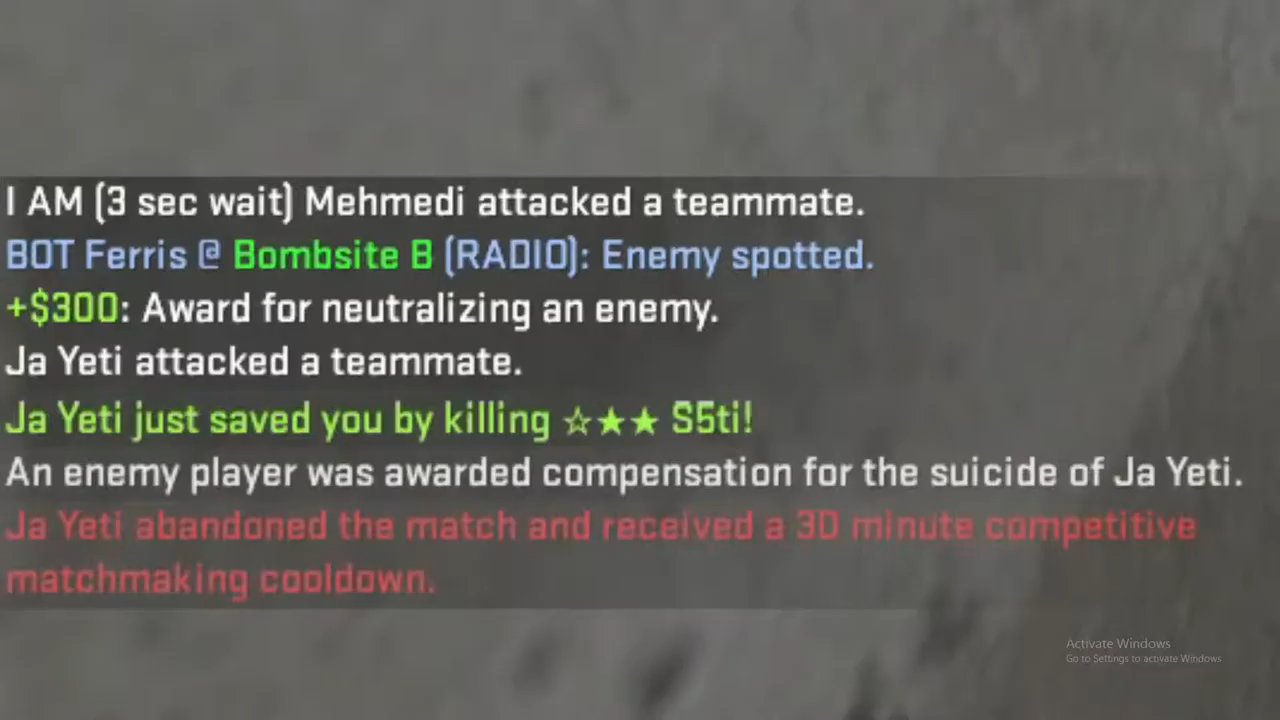 I AM (3 sec wait) Mehmedi attacked a teammate.
BOT Ferris @ Bombsite B (RADIO): Enemy spotted.
+$300: Award for neutralizing an enemy.
Ja Yeti attacked a teammate.
Ja Yeti just saved you by killing ☆★★ S5ti!
An enemy player was awarded compensation for the suicide of Ja Yeti.
Ja Yeti abandoned the match and received a 30 minute competitive
matchmaking cooldown.
Activate Windows
Go to Settings to activate Windows